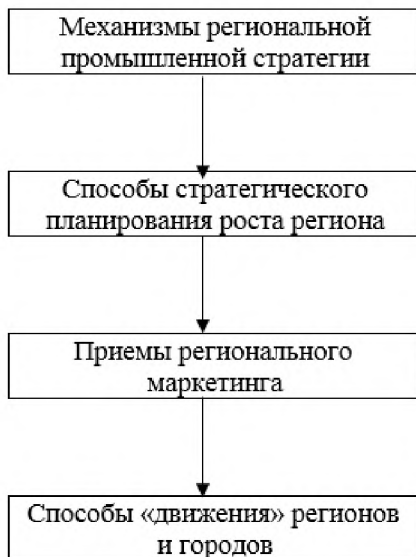 Механизмы региональной
промышленной стратегии
Способы стратегического
планирования роста региона
Приемы регионального
маркетинга
Способы «движения» регионов
и городов